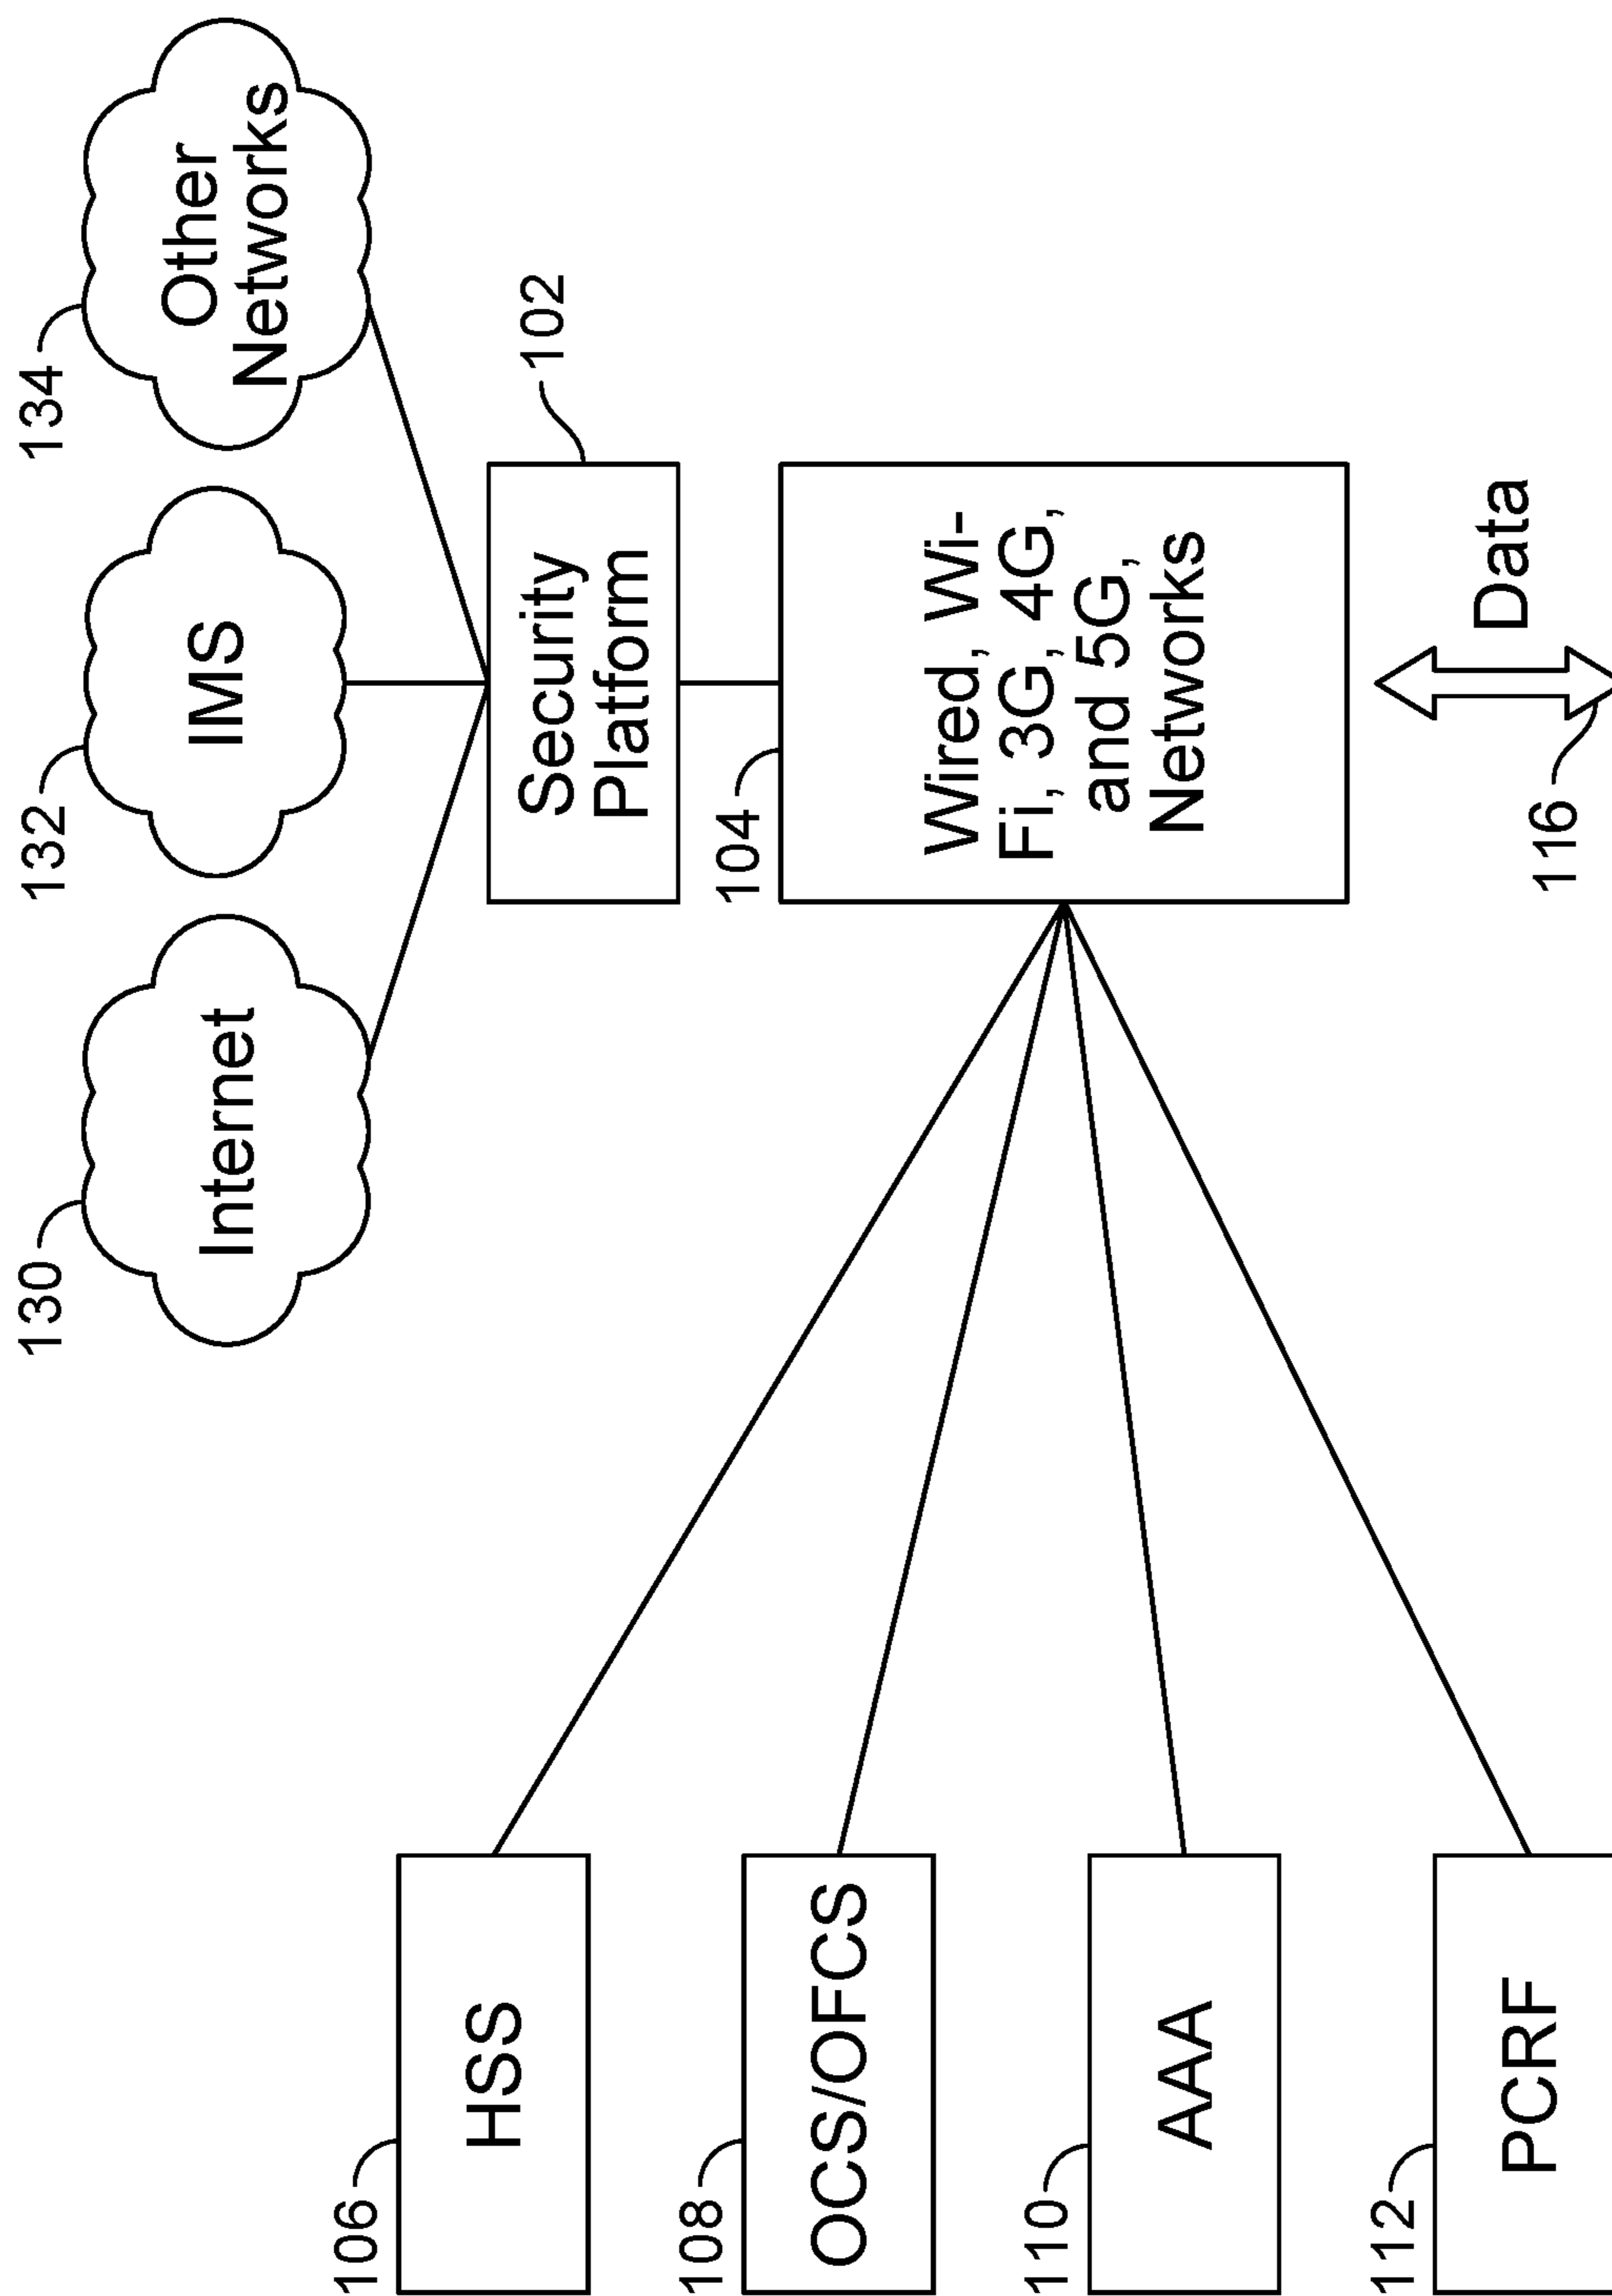 130
Internet
132
IMS
134
Other
Networks
102
Security
Platform
104
Wired, Wi-
Fi, 3G, 4G,
and 5G,
Networks
106
HSS
108
OCS/OFCS
110
AAA
112
PCRF
116
Data